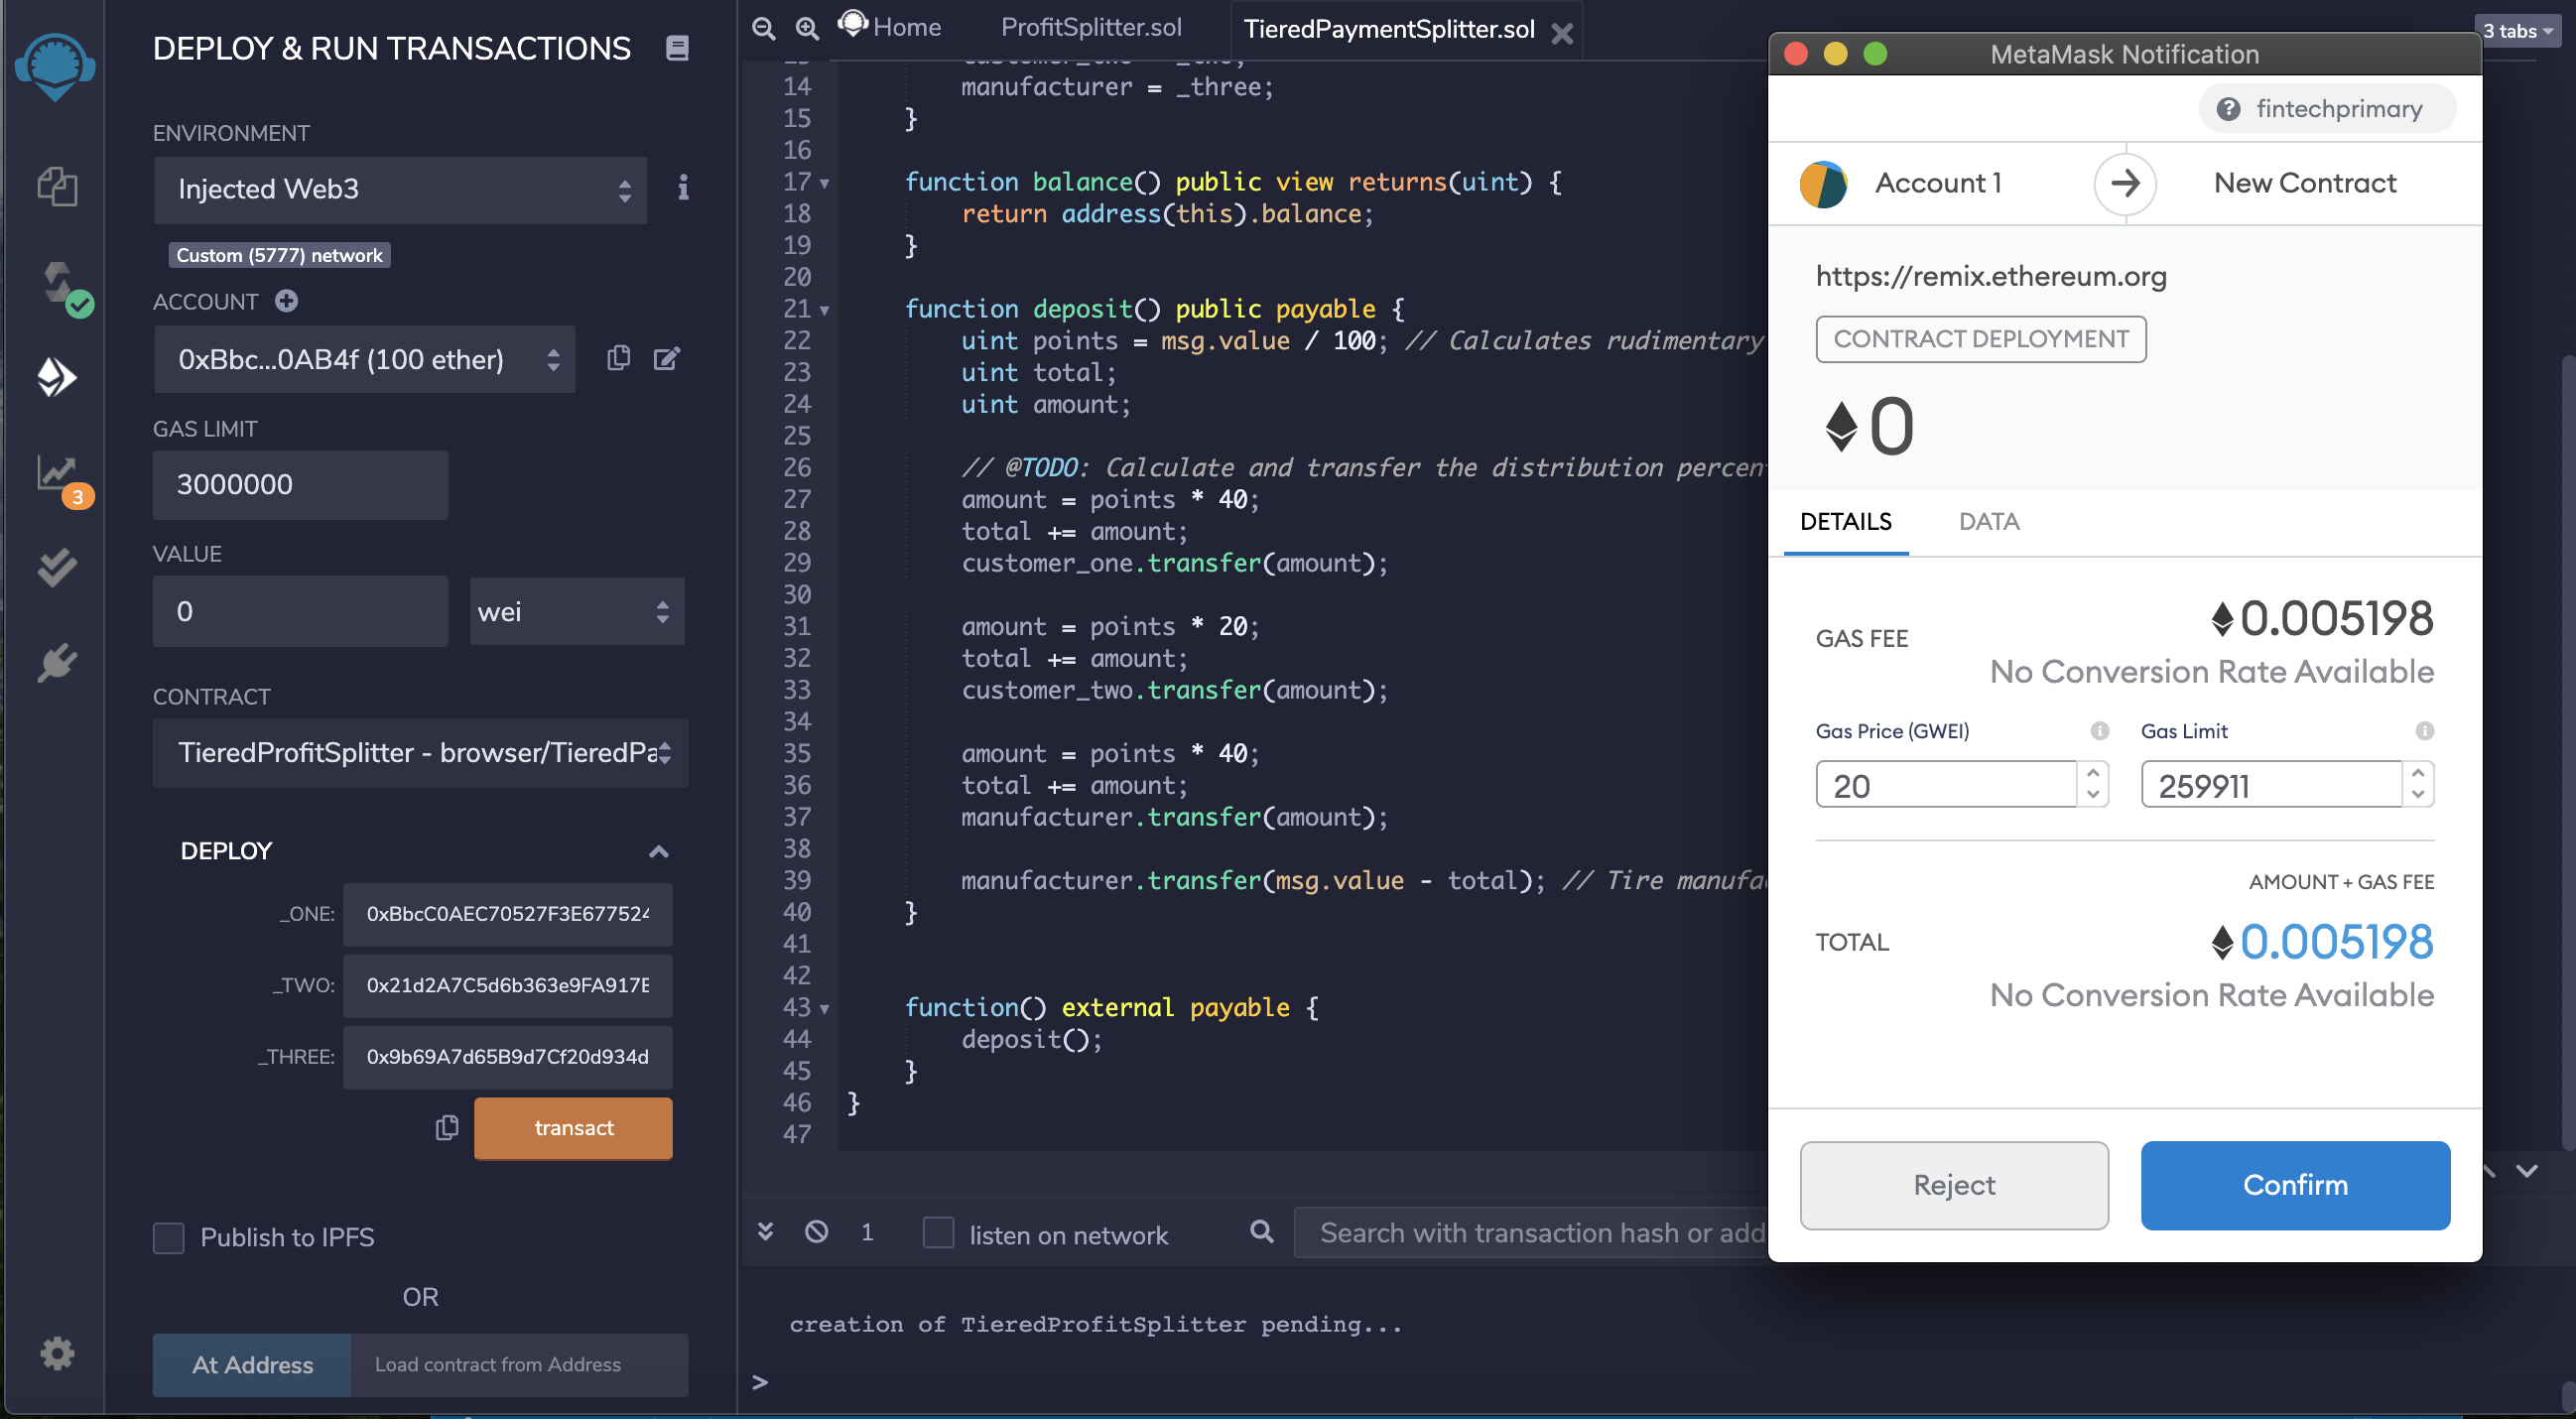 DEPLOY & RUN TRANSACTIONS
ENVIRONMENT
Injected Web3
Custom (5777) network
ACCOUNT
0xBbc...0AB4f (100 ether)
GAS LIMIT
3000000
VALUE
0
wei
CONTRACT
TieredProfitSplitter - browser/TieredPa
DEPLOY
_ONE: 0xBbcC0AEC70527F3E677524
_TWO: 0x21d2A7C5d6b363e9FA917E
_THREE: 0x9b69A7d65B9d7Cf20d934d
transact
Publish to IPFS
OR
At Address
Load contract from Address
3
Home
ProfitSplitter.sol
TieredPaymentSplitter.sol
3 tabs
14 manufacturer = _three;
15 }
16
17 function balance() public view returns(uint) {
18 return address(this).balance;
19 }
20
21 function deposit() public payable {
22 uint points = msg.value / 100; // Calculates rudimentary
23 uint total;
24 uint amount;
25
26 // @TODO: Calculate and transfer the distribution percen
27 amount = points * 40;
28 total += amount;
29 customer_one.transfer(amount);
30
31 amount = points * 20;
32 total += amount;
33 customer_two.transfer(amount);
34
35 amount = points * 40;
36 total += amount;
37 manufacturer.transfer(amount);
38
39 manufacturer.transfer(msg.value - total); // Tire manufa
40 }
41
42
43 function() external payable {
44 deposit();
45 }
46 }
47
1
listen on network
Search with transaction hash or add
creation of TieredProfitSplitter pending...
>
MetaMask Notification
fintechprimary
Account 1
New Contract
https://remix.ethereum.org
CONTRACT DEPLOYMENT
0
DETAILS
DATA
GAS FEE
0.005198
No Conversion Rate Available
Gas Price (GWEI)
Gas Limit
20
259911
AMOUNT + GAS FEE
TOTAL
0.005198
No Conversion Rate Available
Reject
Confirm